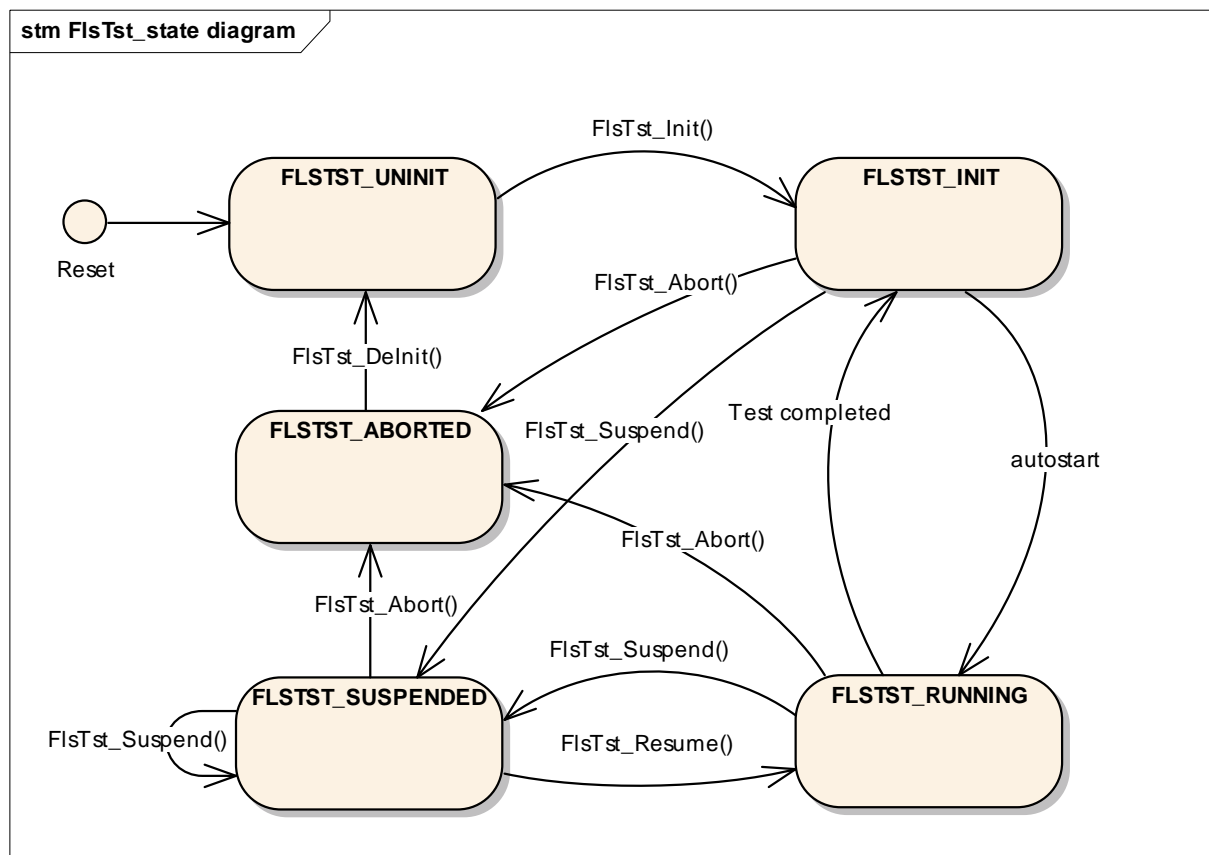 stm FlsTst_state diagram
FlsTst_Init()
FLSTST_UNINIT
FLSTST_INIT
Reset
FlsTst_Abort()
FlsTst_DeInit()
FLSTST_ABORTED
FlsTst_Suspend()
Test completed
autostart
FlsTst_Abort()
FlsTst_Abort()
FlsTst_Suspend()
FLSTST_SUSPENDED
FLSTST_RUNNING
FlsTst_Suspend()
FlsTst_Resume()